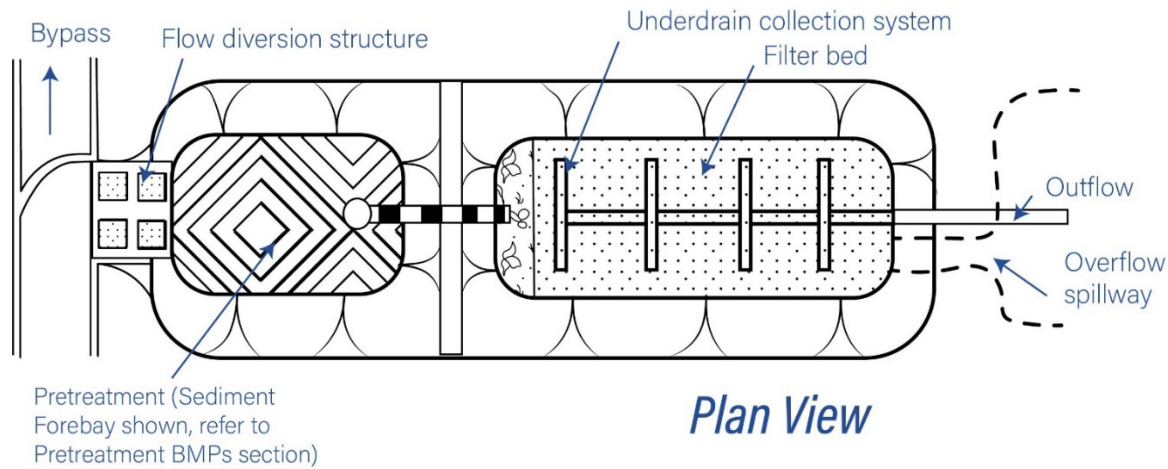 Bypass
Flow diversion structure
Underdrain collection system
Filter bed
Outflow
Overflow
spillway
Pretreatment (Sediment
Forebay shown, refer to
Pretreatment BMPs section)
Plan View